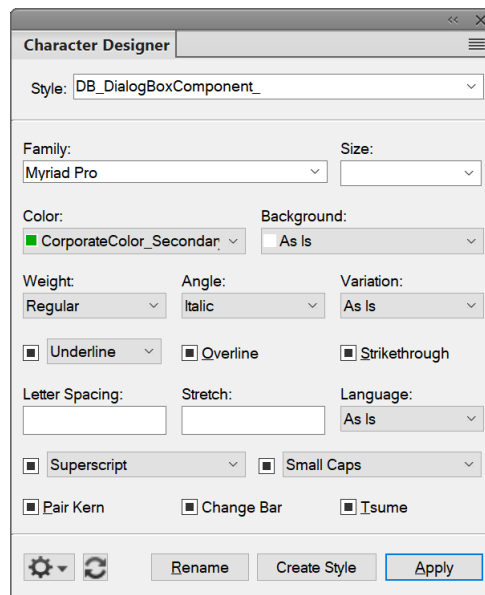 Character Designer
Style: DB_DialogBoxComponent_
Family: Size:
Myriad Pro
Color: Background:
CorporateColor_Secondar As Is
Weight: Angle: Variation:
Regular Italic As Is
Underline Overline Strikethrough
Letter Spacing: Stretch: Language:
As Is
Superscript Small Caps
Pair Kern Change Bar Tsume
Rename Create Style Apply